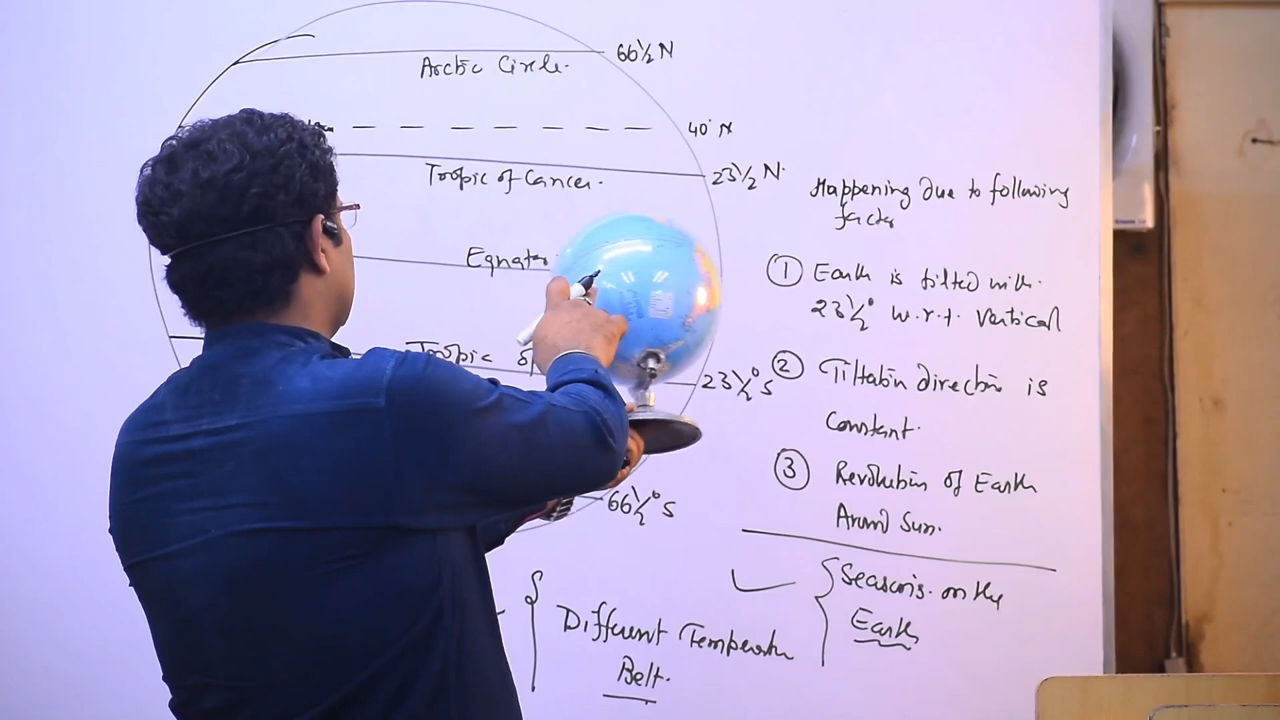 66½ N
Arctic Circle.
40° N
Tropic of Cancer.
23½ N.
Equator
Tropic of
23½° S
66½° S
Happening due to following
factor
① Earth is tilted with.
23½° w.r.t. vertical
② Tiltation direction is
Constant.
③ Revolution of Earth
Around Sun.
Seasons. on the
Earth
Different Temperature
Belt.